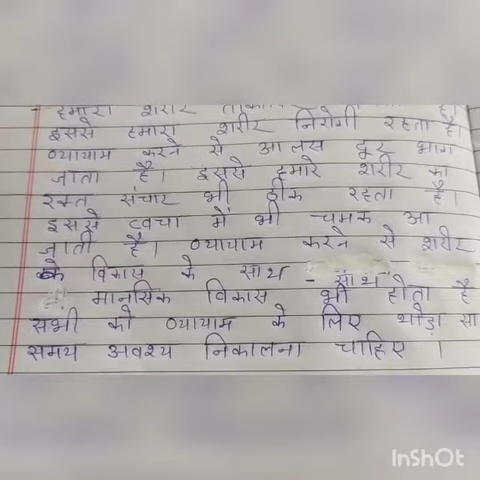 हमारा शरीर
इससे हमारा शरीर निरोगी रहता है।
व्यायाम करने से आलस दूर भाग
जाता है। इससे हमारे शरीर का
रक्त संचार भी ठीक रहता है।
इससे त्वचा में भी चमक आ
जाती है। व्यायाम करने से शरीर
के विकास के साथ - साथ
मानसिक विकास भी होता है
सभी को व्यायाम के लिए थोड़ा सा
समय अवश्य निकालना चाहिए ।
InShOt